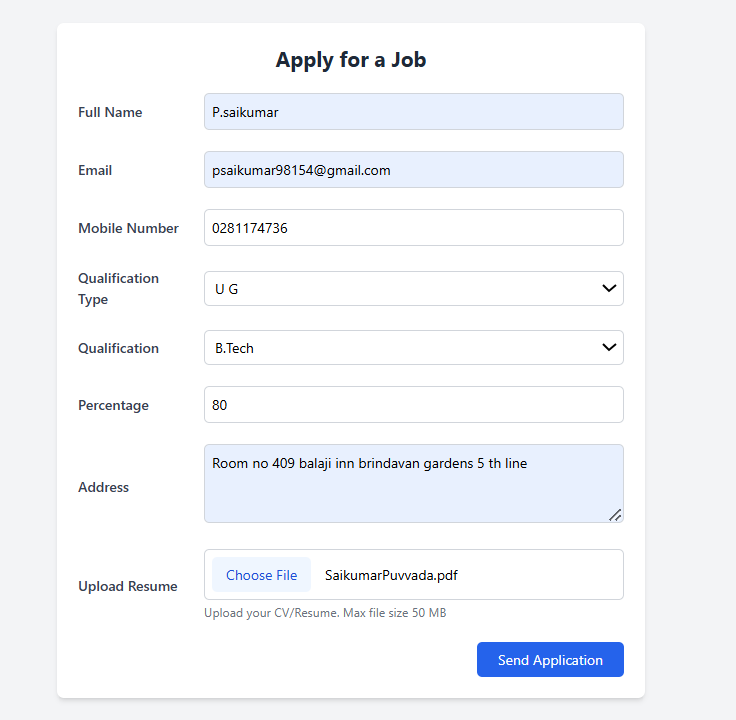 Apply for a Job
Full Name
P.saikumar
Email
psaikumar98154@gmail.com
Mobile Number
0281174736
Qualification
Type
U G
Qualification
B.Tech
Percentage
80
Address
Room no 409 balaji inn brindavan gardens 5 th line
Upload Resume
Choose File SaikumarPuvvada.pdf
Upload your CV/Resume. Max file size 50 MB
Send Application